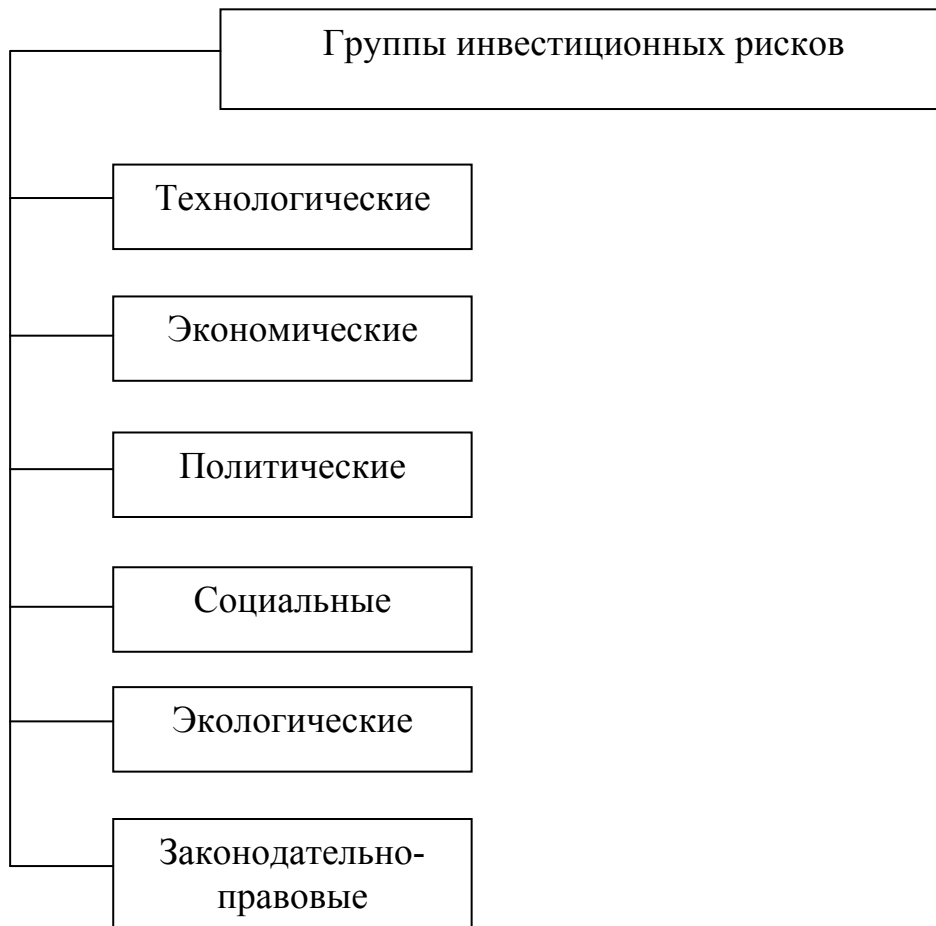 Группы инвестиционных рисков
Технологические
Экономические
Политические
Социальные
Экологические
Законодательно-
правовые